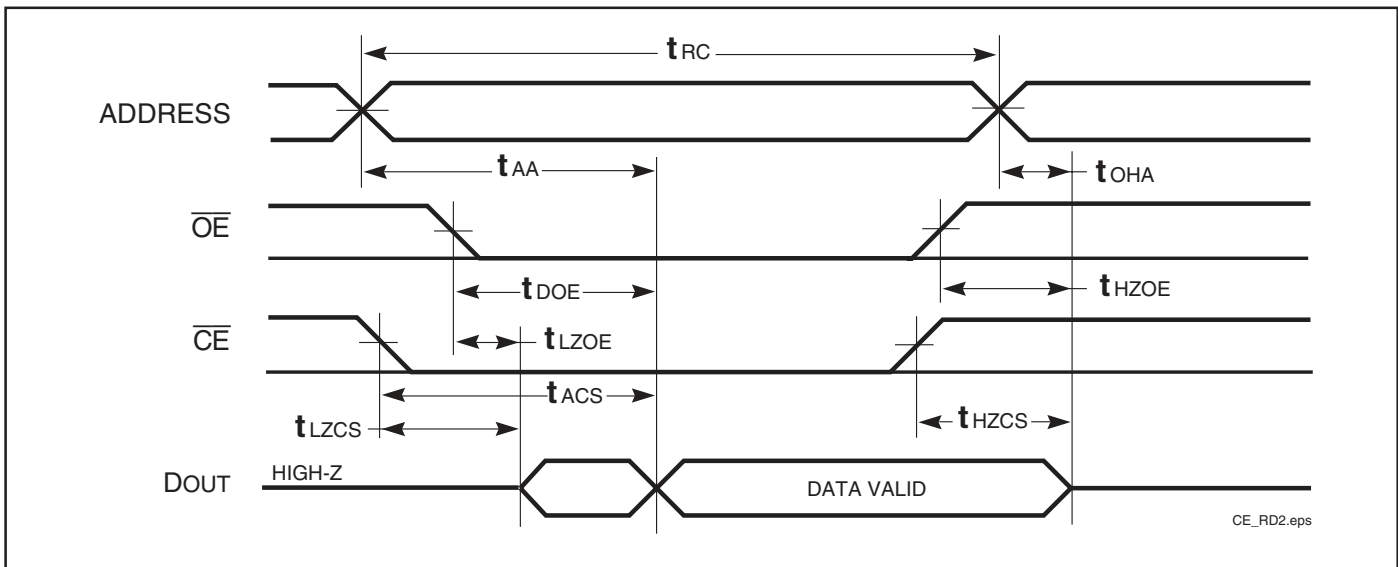 tRC
ADDRESS
tAA
tOHA
OE
tDOE
tHZOE
CE
tLZOE
tACS
tLZCS
tHZCS
DOUT
HIGH-Z
DATA VALID
CE_RD2.eps